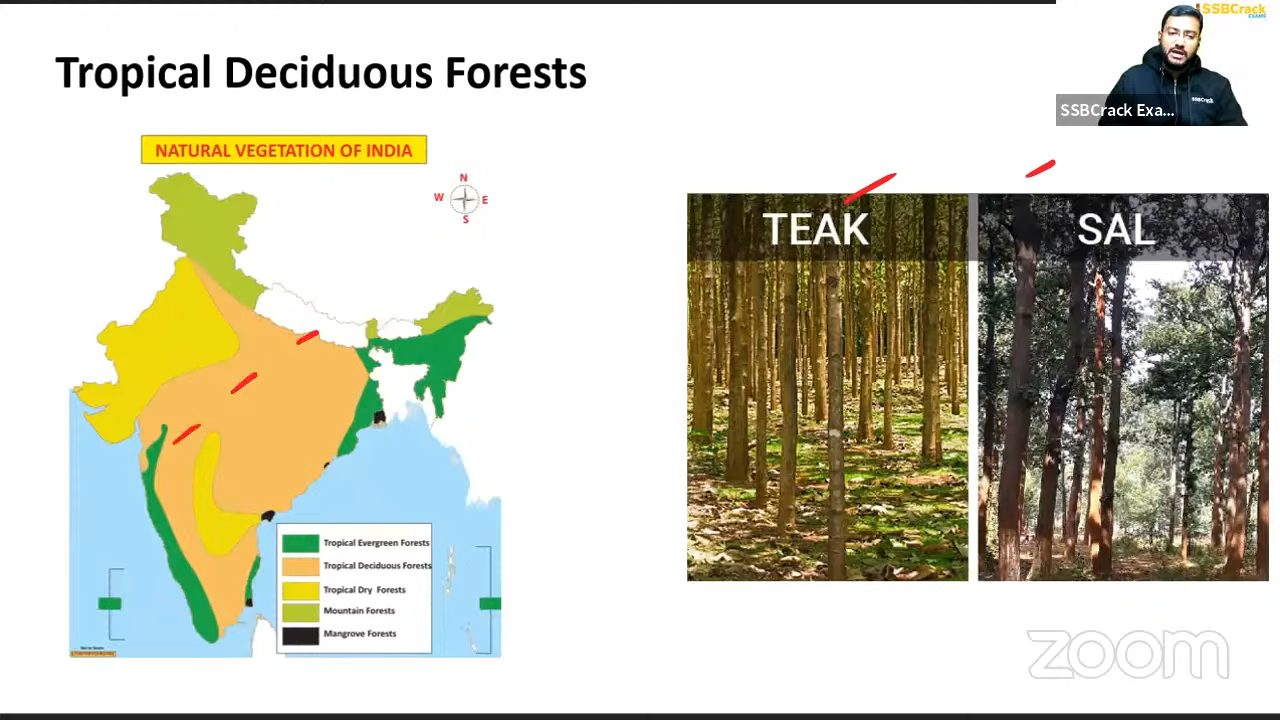 SSBCrack
EXAMS
SSBCrack Exa...
Tropical Deciduous Forests
NATURAL VEGETATION OF INDIA
N
W
E
S
TEAK
SAL
Tropical Evergreen Forests
Tropical Deciduous Forests
Tropical Dry Forests
Mountain Forests
Mangrove Forests
zoom